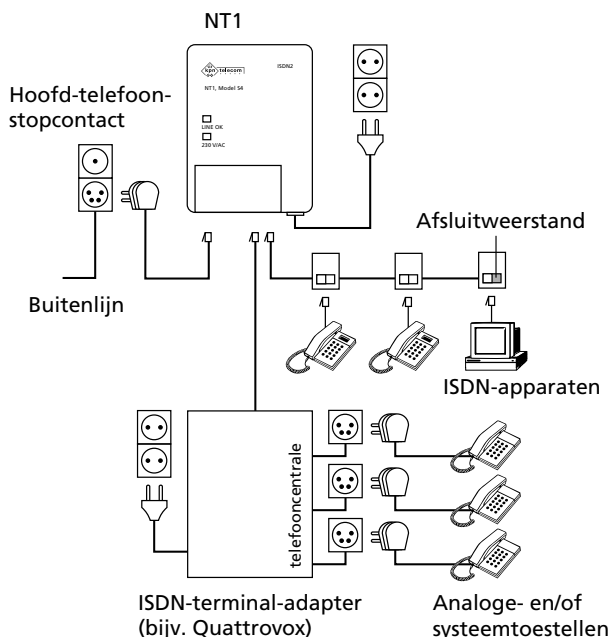 NT1
kpn telecom
ISDN2
NT1, Model S4
LINE OK
230 V/AC
Hoofd-telefoon-
stopcontact
Buitenlijn
Afsluitweerstand
ISDN-apparaten
telefooncentrale
ISDN-terminal-adapter
(bijv. Quattrovox)
Analoge- en/of
systeemtoestellen